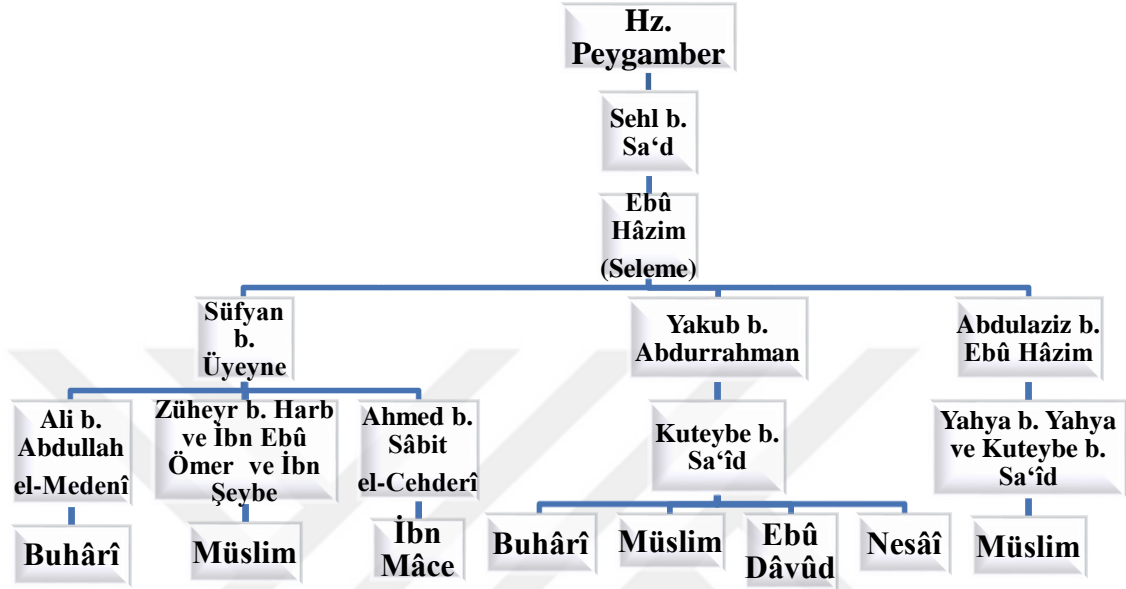 Hz.
Peygamber
Sehl b.
Sa‘d
Ebû
Hâzim
(Seleme)
Süfyan
b.
Üyeyne
Yakub b.
Abdurrahman
Abdulaziz b.
Ebû Hâzim
Ali b.
Abdullah
el-Medenî
Züheyr b. Harb
ve İbn Ebû
Ömer ve İbn
Şeybe
Ahmed b.
Sâbit
el-Cehderî
Kuteybe b.
Sa‘îd
Yahya b. Yahya
ve Kuteybe b.
Sa‘îd
Buhârî
Müslim
İbn
Mâce
Buhârî
Müslim
Ebû
Dâvûd
Nesâî
Müslim